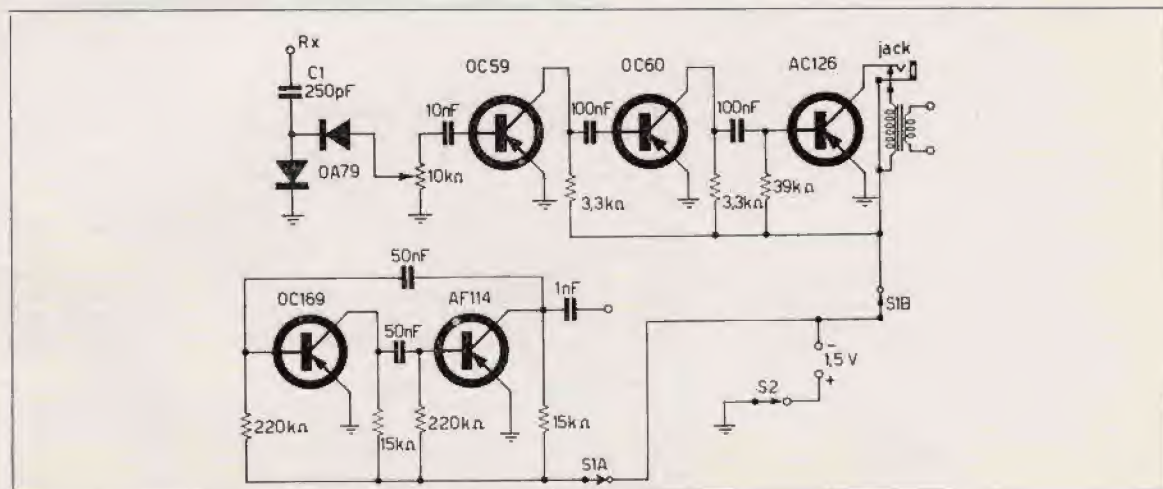 Rx
C1
250pF
OA79
10kΩ
10nF
OC59
100nF
3,3kΩ
OC60
100nF
3,3kΩ
39kΩ
AC126
jack
50nF
OC169
50nF
AF114
1nF
220kΩ
15kΩ
220kΩ
15kΩ
S1A
S1B
-
1,5 V
+
S2